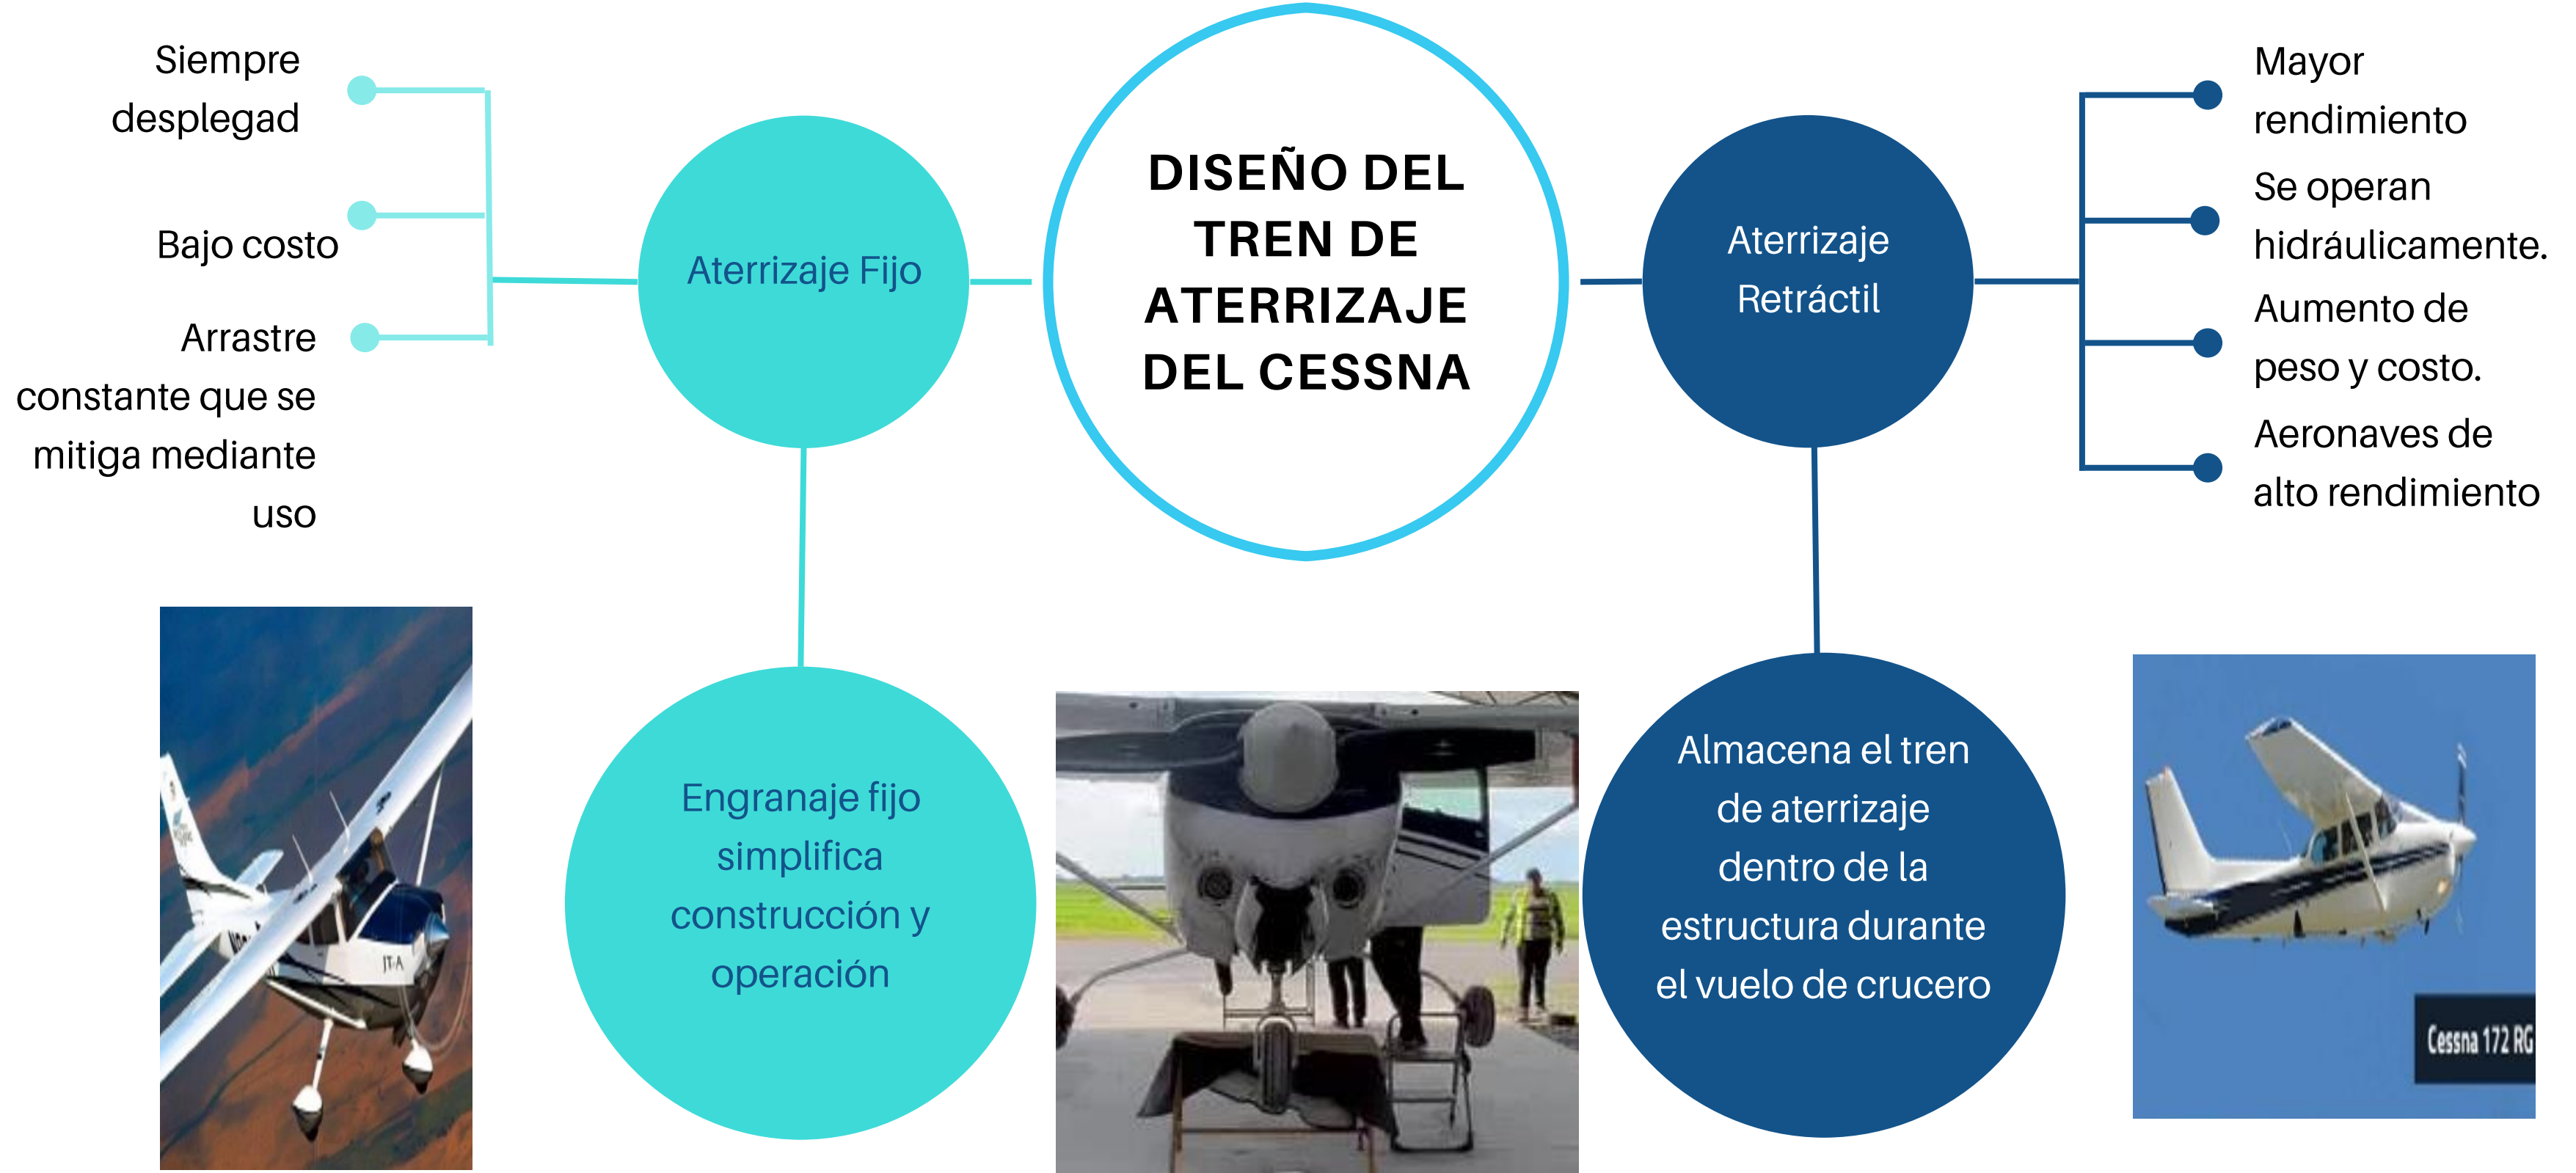 Siempre
desplegad
Bajo costo
Arrastre
constante que se
mitiga mediante
uso
Aterrizaje Fijo
Engranaje fijo
simplifica
construcción y
operación
DISEÑO DEL
TREN DE
ATERRIZAJE
DEL CESSNA
Aterrizaje
Retráctil
Mayor
rendimiento
Se operan
hidráulicamente.
Aumento de
peso y costo.
Aeronaves de
alto rendimiento
Almacena el tren
de aterrizaje
dentro de la
estructura durante
el vuelo de crucero
JT-A
Cessna 172 RG